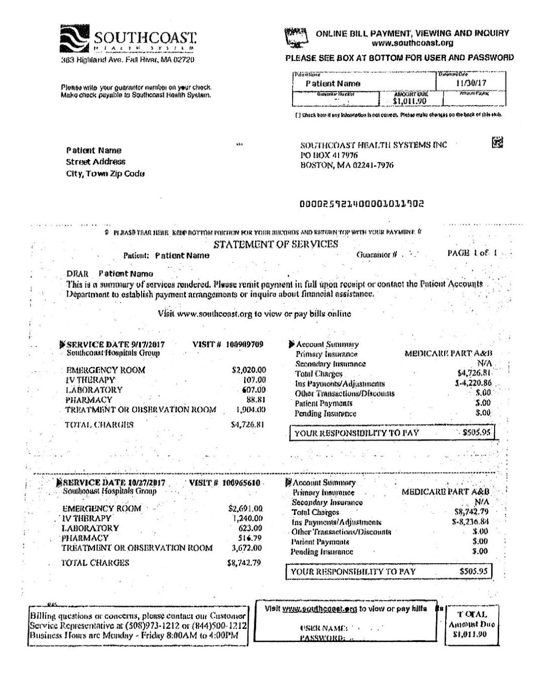 SOUTHCOAST
HEALTH SYSTEM
363 Highland Ave. Fall River, MA 02720
ONLINE BILL PAYMENT, VIEWING AND INQUIRY
www.southcoast.org
PLEASE SEE BOX AT BOTTOM FOR USER AND PASSWORD
Please write your guarantor number on your check.
Make check payable to Southcoast Health System.
Patient Name Statement Date
Patient Name 11/30/17
Guarantor Number AMOUNT DUE Amount Paying
$1,011.90
[ ] Check box if any information is not correct. Please make changes on the back of this stub.
Patient Name
Street Address
City, Town Zip Code
SOUTHCOAST HEALTH SYSTEMS INC
PO BOX 417976
BOSTON, MA 02241-7976
PLEASE TEAR HERE. KEEP BOTTOM PORTION FOR YOUR RECORDS AND RETURN TOP WITH YOUR PAYMENT.
STATEMENT OF SERVICES
Patient: Patient Name Guarantor # PAGE 1 of 1
DEAR Patient Name
This is a summary of services rendered. Please remit payment in full upon receipt or contact the Patient Accounts
Department to establish payment arrangements or inquire about financial assistance.
Visit www.southcoast.org to view or pay bills online
SERVICE DATE 9/17/2017 VISIT # 100909709
Southcoast Hospitals Group
EMERGENCY ROOM $2,020.00
IV THERAPY 107.00
LABORATORY 607.00
PHARMACY 88.81
TREATMENT OR OBSERVATION ROOM 1,904.00
TOTAL CHARGES $4,726.81
Account Summary
Primary Insurance MEDICARE PART A&B
Secondary Insurance N/A
Total Charges $4,726.81
Ins Payments/Adjustments $-4,220.86
Other Transactions/Discounts $.00
Patient Payments $.00
Pending Insurance $.00
YOUR RESPONSIBILITY TO PAY $505.95
SERVICE DATE 10/27/2017 VISIT # 100965610
Southcoast Hospitals Group
EMERGENCY ROOM $2,691.00
IV THERAPY 1,240.00
LABORATORY 623.00
PHARMACY 516.79
TREATMENT OR OBSERVATION ROOM 3,672.00
TOTAL CHARGES $8,742.79
Account Summary
Primary Insurance MEDICARE PART A&B
Secondary Insurance N/A
Total Charges $8,742.79
Ins Payments/Adjustments $-8,236.84
Other Transactions/Discounts $.00
Patient Payments $.00
Pending Insurance $.00
YOUR RESPONSIBILITY TO PAY $505.95
Billing questions or concerns, please contact our Customer
Service Representative at (508)973-1212 or (844)500-1212
Business Hours are Monday - Friday 8:00AM to 4:00PM
Visit www.southcoast.org to view or pay bills
USER NAME:
PASSWORD:
TOTAL
Amount Due
$1,011.90